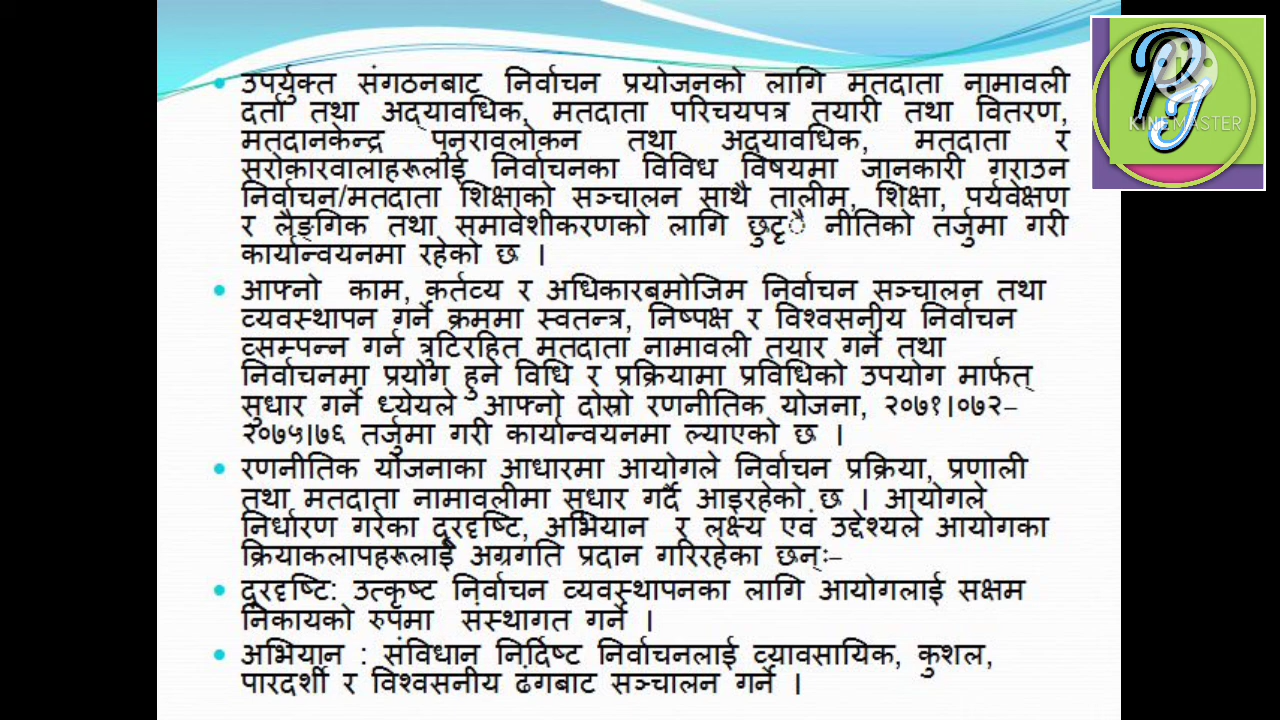 • उपर्युक्त संगठनबाट निर्वाचन प्रयोजनको लागि मतदाता नामावली
दर्ता तथा अद्यावधिक, मतदाता परिचयपत्र तयारी तथा वितरण,
मतदानकेन्द्र पुनरावलोकन तथा अद्यावधिक, मतदाता र
सरोकारवालाहरूलाई निर्वाचनका विविध विषयमा जानकारी गराउन
निर्वाचन/मतदाता शिक्षाको सञ्चालन साथै तालीम, शिक्षा, पर्यवेक्षण
र लैङ्गिक तथा समावेशीकरणको लागि छुटृै नीतिको तर्जुमा गरी
कार्यान्वयनमा रहेको छ ।
• आफ्नो काम, कर्तव्य र अधिकारबमोजिम निर्वाचन सञ्चालन तथा
व्यवस्थापन गर्ने क्रममा स्वतन्त्र, निष्पक्ष र विश्वसनीय निर्वाचन
व्सम्पन्न गर्न त्रुटिरहित मतदाता नामावली तयार गर्ने तथा
निर्वाचनमा प्रयोग हुने विधि र प्रक्रियामा प्रविधिको उपयोग मार्फत्
सुधार गर्ने ध्येयले आफ्नो दोस्रो रणनीतिक योजना, २०७१।०७२–
२०७५।७६ तर्जुमा गरी कार्यान्वयनमा ल्याएको छ ।
• रणनीतिक योजनाका आधारमा आयोगले निर्वाचन प्रक्रिया, प्रणाली
तथा मतदाता नामावलीमा सुधार गर्दै आइरहेको छ । आयोगले
निर्धारण गरेका दूरदृष्टि, अभियान र लक्ष्य एवं उद्देश्यले आयोगका
क्रियाकलापहरूलाई अग्रगति प्रदान गरिरहेका छन्ः–
• दूरदृष्टि: उत्कृष्ट निर्वाचन व्यवस्थापनका लागि आयोगलाई सक्षम
निकायको रुपमा संस्थागत गर्ने ।
• अभियान : संविधान निर्दिष्ट निर्वाचनलाई व्यावसायिक, कुशल,
पारदर्शी र विश्वसनीय ढंगबाट सञ्चालन गर्ने ।
KINEMASTER